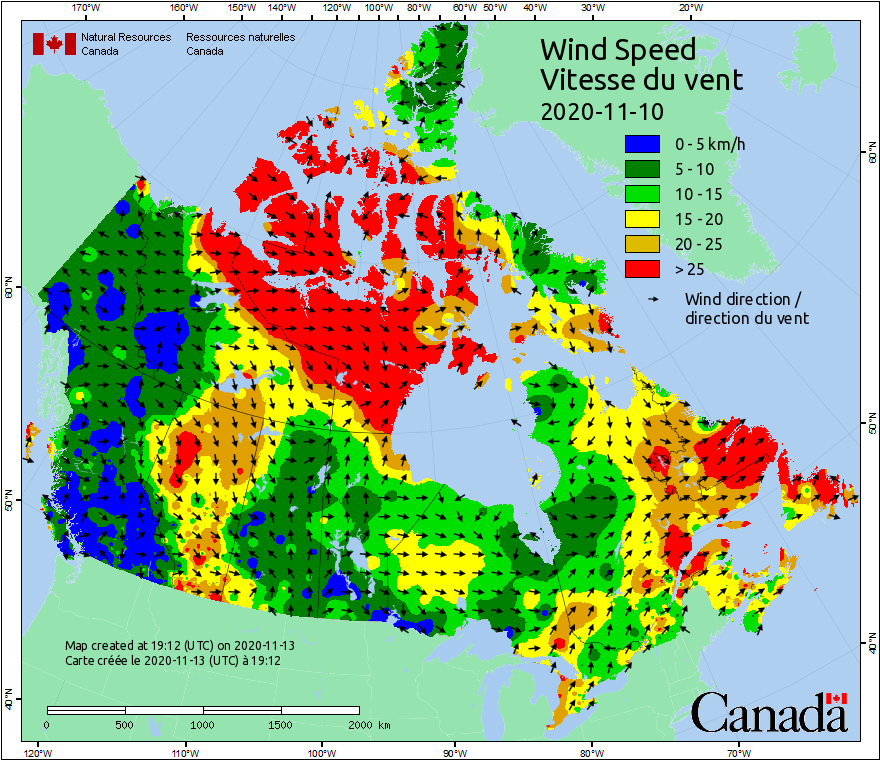 170°W 160°W 150°W 140°W 120°W 100°W 80°W 60°W 50°W 40°W 30°W 20°W
Natural Resources Canada
Ressources naturelles Canada
Wind Speed
Vitesse du vent
2020-11-10
0 - 5 km/h
5 - 10
10 - 15
15 - 20
20 - 25
> 25
Wind direction /
direction du vent
60°N
50°N
40°N
60°N
50°N
40°N
Map created at 19:12 (UTC) on 2020-11-13
Carte créée le 2020-11-13 (UTC) à 19:12
0 500 1000 1500 2000 km
Canada
120°W 110°W 100°W 90°W 80°W 70°W